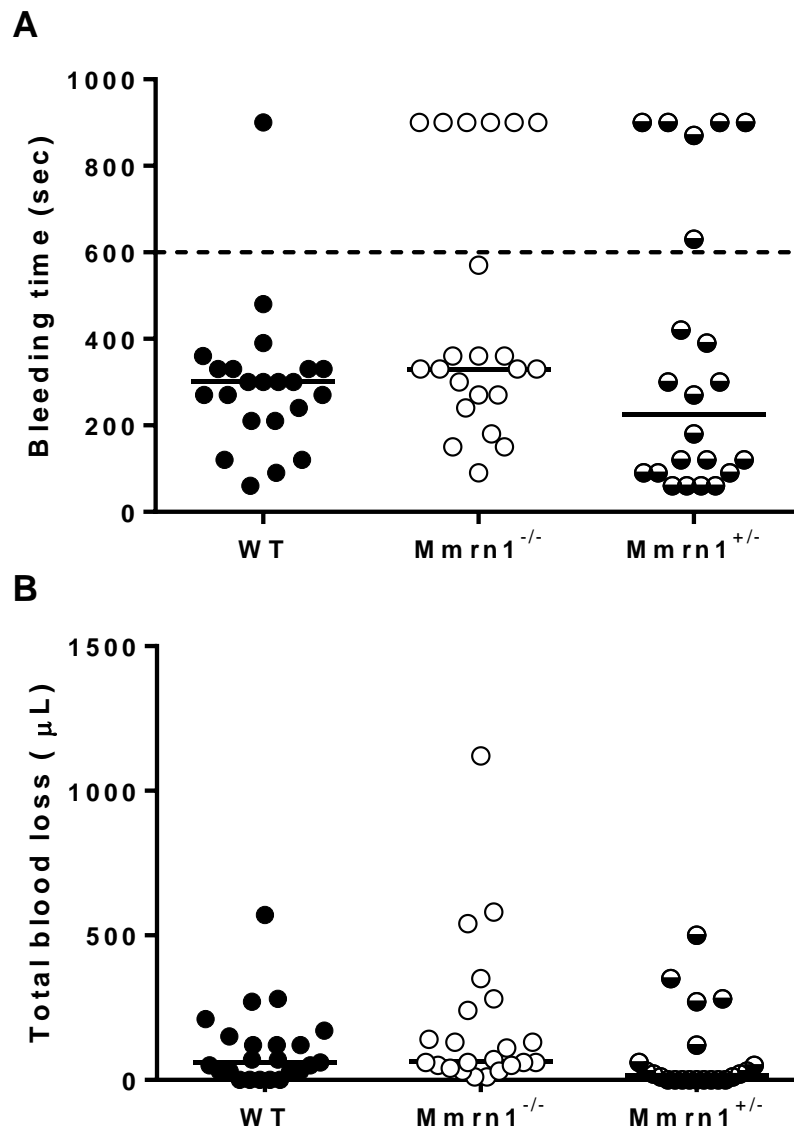 A
Bleeding time (sec)
1000
800
600
400
200
0
WT
Mmrn1-/-
Mmrn1+/-
B
Total blood loss ( μL)
1500
1000
500
0
WT
Mmrn1-/-
Mmrn1+/-